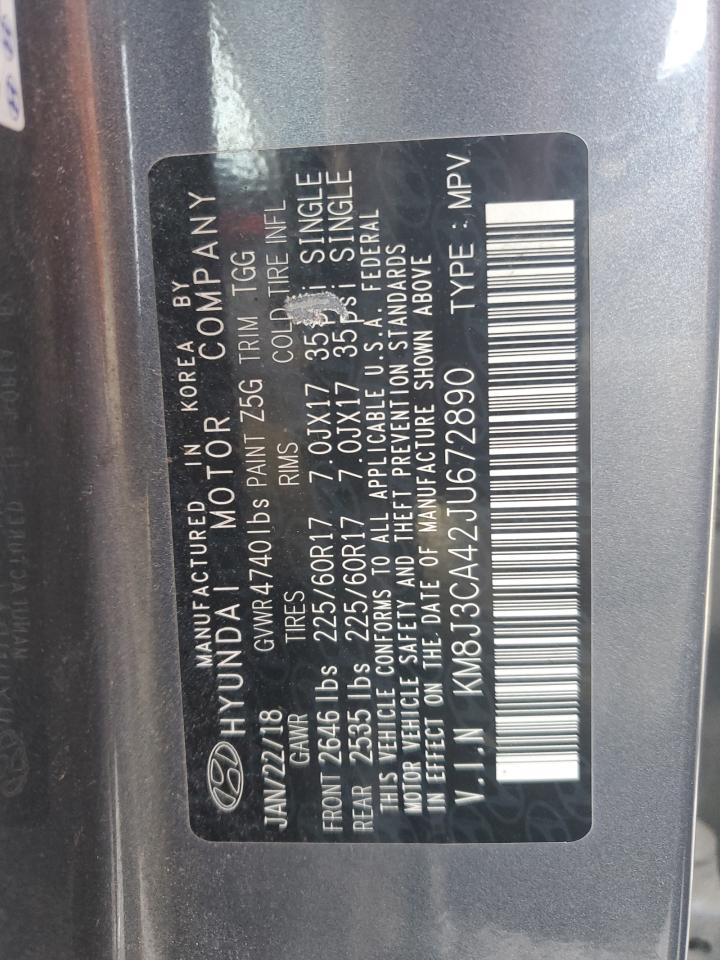 MANUFACTURED IN KOREA BY
HYUNDAI MOTOR COMPANY
JAN/22/18 GVWR 4740 lbs PAINT Z5G TRIM TGG
GAWR TIRES RIMS COLD TIRE INFL
FRONT 2646 lbs 225/60R17 7.0JX17 35 psi SINGLE
REAR 2535 lbs 225/60R17 7.0JX17 35 psi SINGLE
THIS VEHICLE CONFORMS TO ALL APPLICABLE U.S.A. FEDERAL
MOTOR VEHICLE SAFETY AND THEFT PREVENTION STANDARDS
IN EFFECT ON THE DATE OF MANUFACTURE SHOWN ABOVE
V.I.N KM8J3CA42JU672890 TYPE : MPV